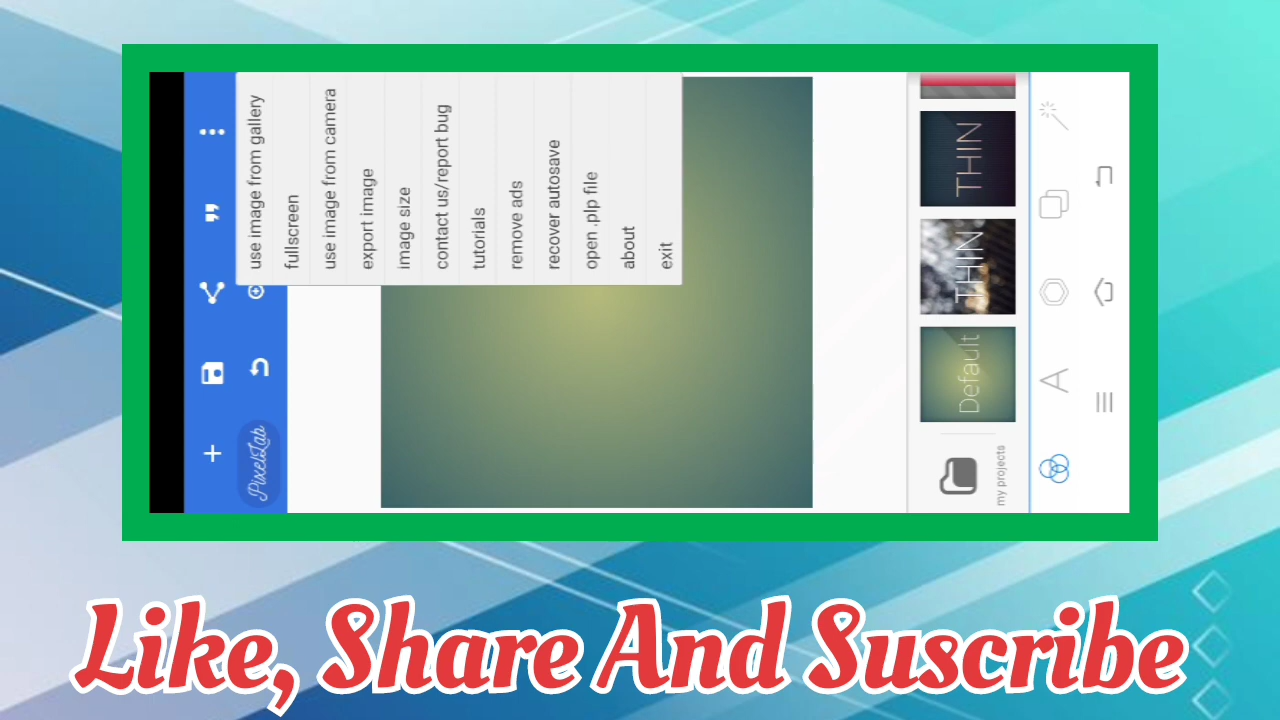 use image from gallery
fullscreen
use image from camera
export image
image size
contact us/report bug
tutorials
remove ads
recover autosave
open .plp file
about
exit
PixelLab
THIN
THIN
Default
my projects
Like, Share And Suscribe